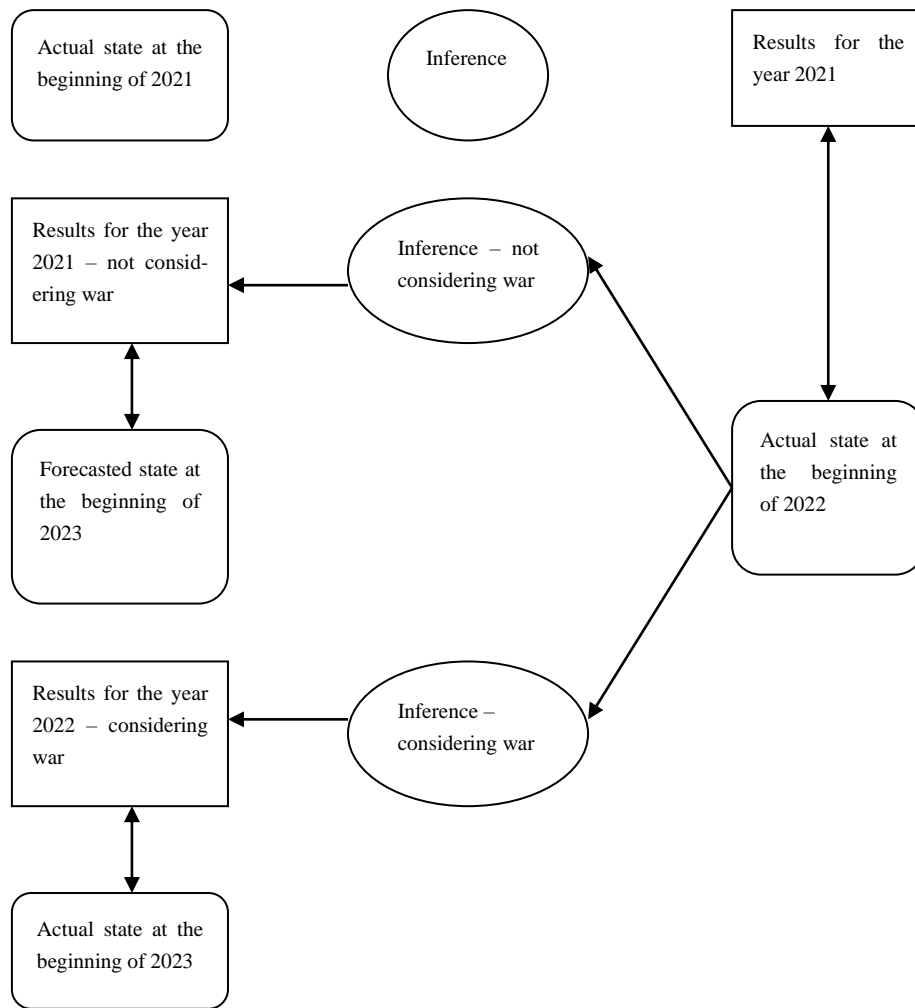 Actual state at the
beginning of 2021
Inference
Results for the
year 2021
Results for the year
2021 – not consid-
ering war
Inference – not
considering war
Forecasted state at
the beginning of
2023
Actual state at
the beginning
of 2022
Results for the year
2022 – considering
war
Inference –
considering war
Actual state at the
beginning of 2023